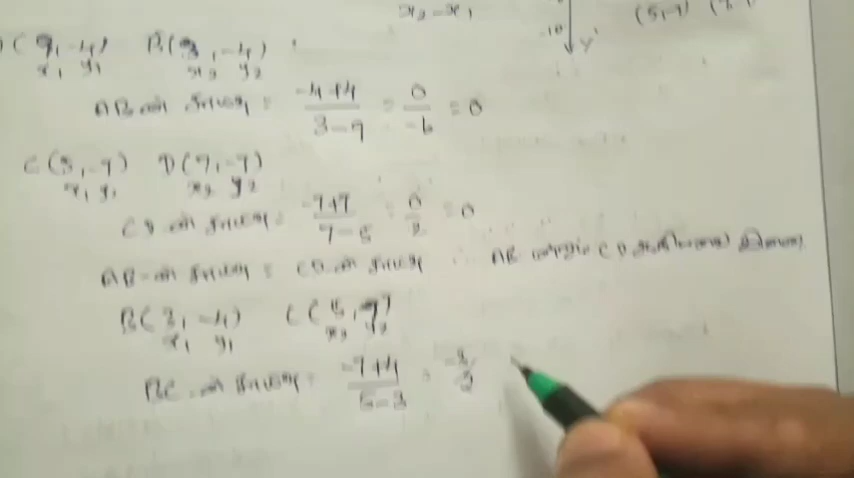 x₂-x₁
-10
y'
(9,-4) B(3,-4)
x₁ y₁ x₂ y₂
AB ன் சாய்வு = -4+4/3-9 = 0/-6 = 0
C(5,-7) D(7,-7)
x₁ y₁ x₂ y₂
CD ன் சாய்வு = -7+7/7-5 = 0/2 = 0
AB-ன் சாய்வு = CD ன் சாய்வு ∴ AB CD
B(3,-4) C(5,-7)
x₁ y₁ x₂ y₂
BC-ன் சாய்வு = -7+4/5-3 = -3/2